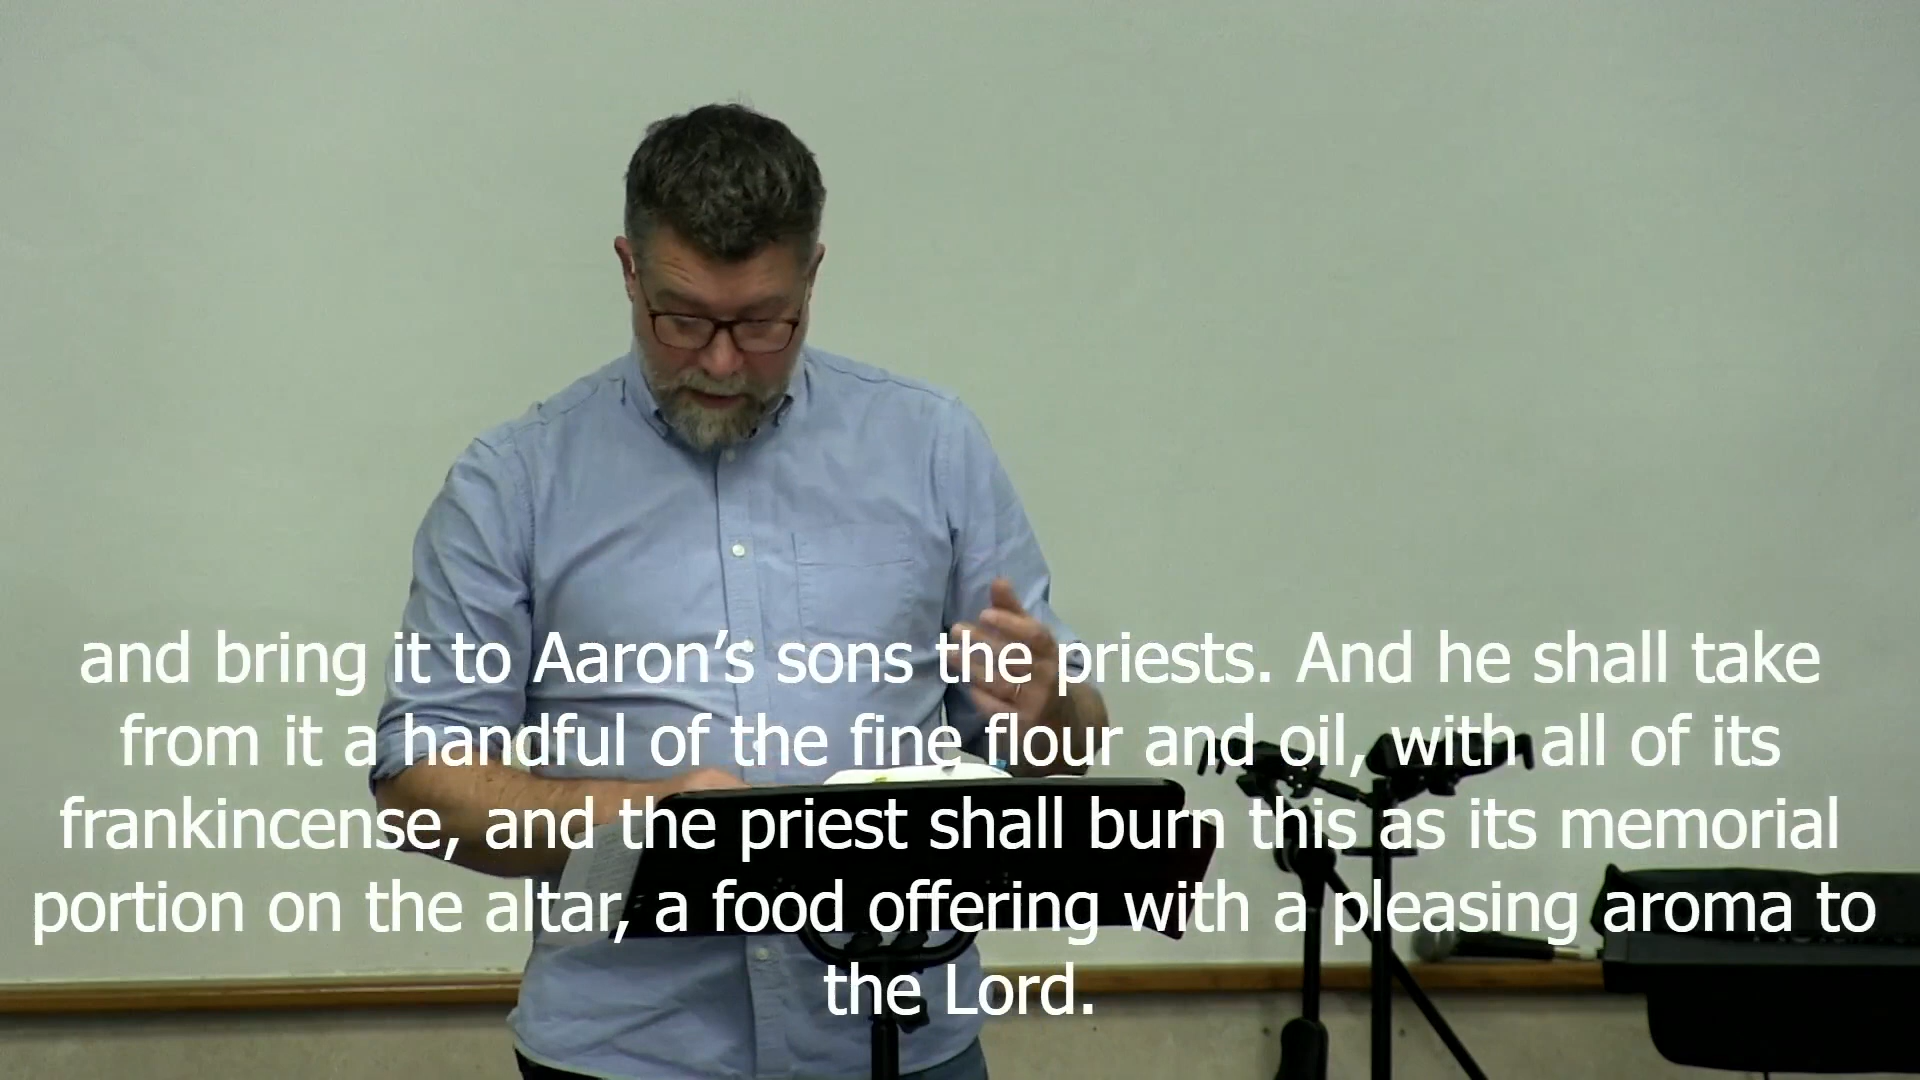 and bring it to Aaron’s sons the priests. And he shall take
from it a handful of the fine flour and oil, with all of its
frankincense, and the priest shall burn this as its memorial
portion on the altar, a food offering with a pleasing aroma to
the Lord.